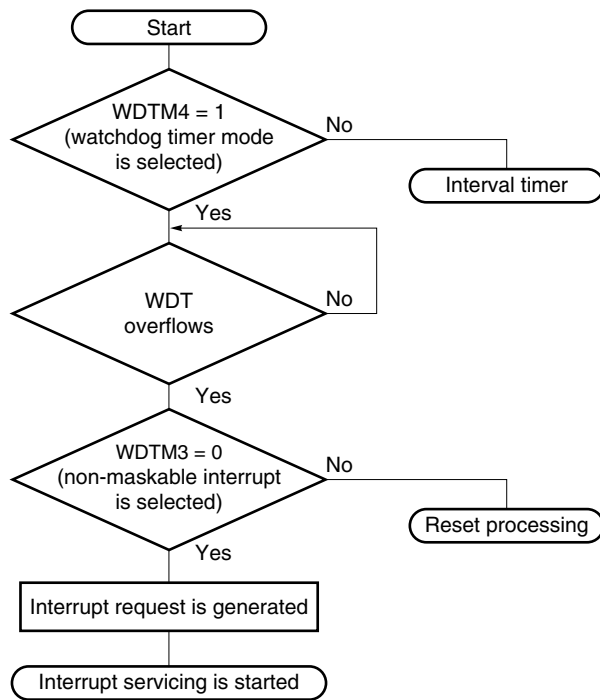 Start
WDTM4 = 1
(watchdog timer mode
is selected)
No
Interval timer
Yes
WDT
overflows
No
Yes
WDTM3 = 0
(non-maskable interrupt
is selected)
No
Reset processing
Yes
Interrupt request is generated
Interrupt servicing is started